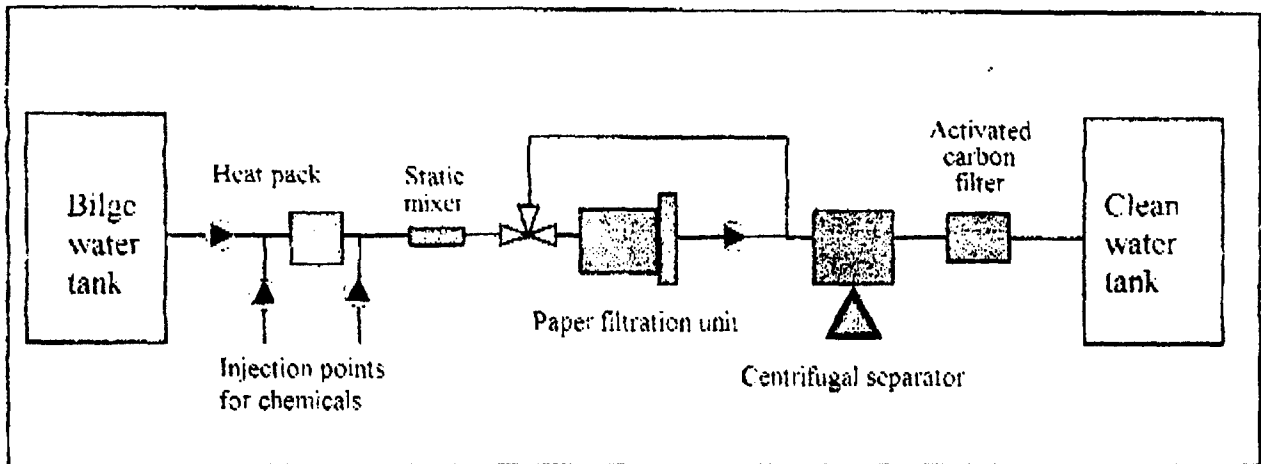 Bilge
water
tank
Heat pack
Static
mixer
Injection points
for chemicals
Paper filtration unit
Centrifugal separator
Activated
carbon
filter
Clean
water
tank